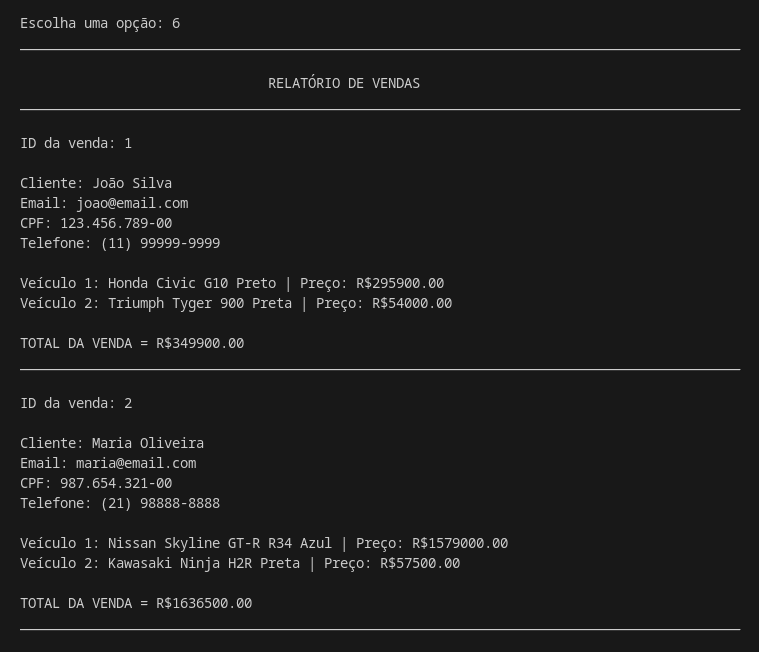 Escolha uma opção: 6
RELATÓRIO DE VENDAS
ID da venda: 1
Cliente: João Silva
Email: joao@email.com
CPF: 123.456.789-00
Telefone: (11) 99999-9999
Veículo 1: Honda Civic G10 Preto | Preço: R$295900.00
Veículo 2: Triumph Tyger 900 Preta | Preço: R$54000.00
TOTAL DA VENDA = R$349900.00
ID da venda: 2
Cliente: Maria Oliveira
Email: maria@email.com
CPF: 987.654.321-00
Telefone: (21) 98888-8888
Veículo 1: Nissan Skyline GT-R R34 Azul | Preço: R$1579000.00
Veículo 2: Kawasaki Ninja H2R Preta | Preço: R$57500.00
TOTAL DA VENDA = R$1636500.00